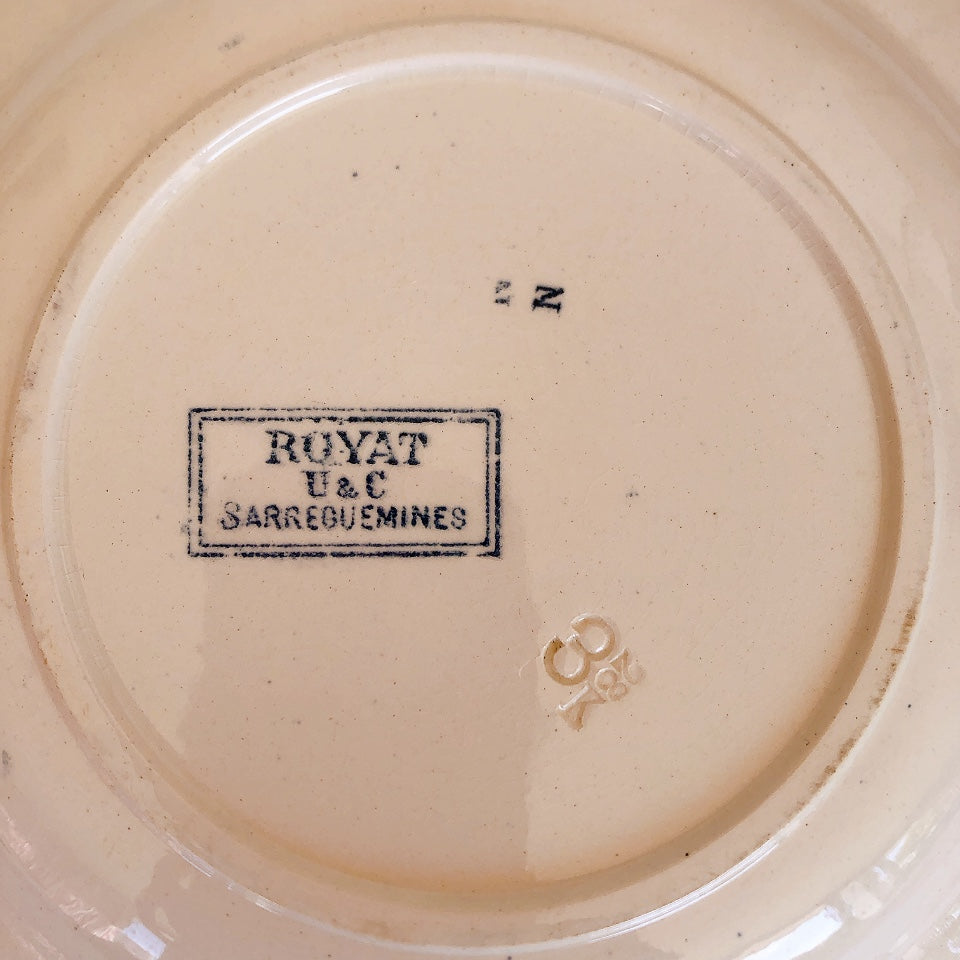 N N
ROYAT
U & C
SARREGUEMINES